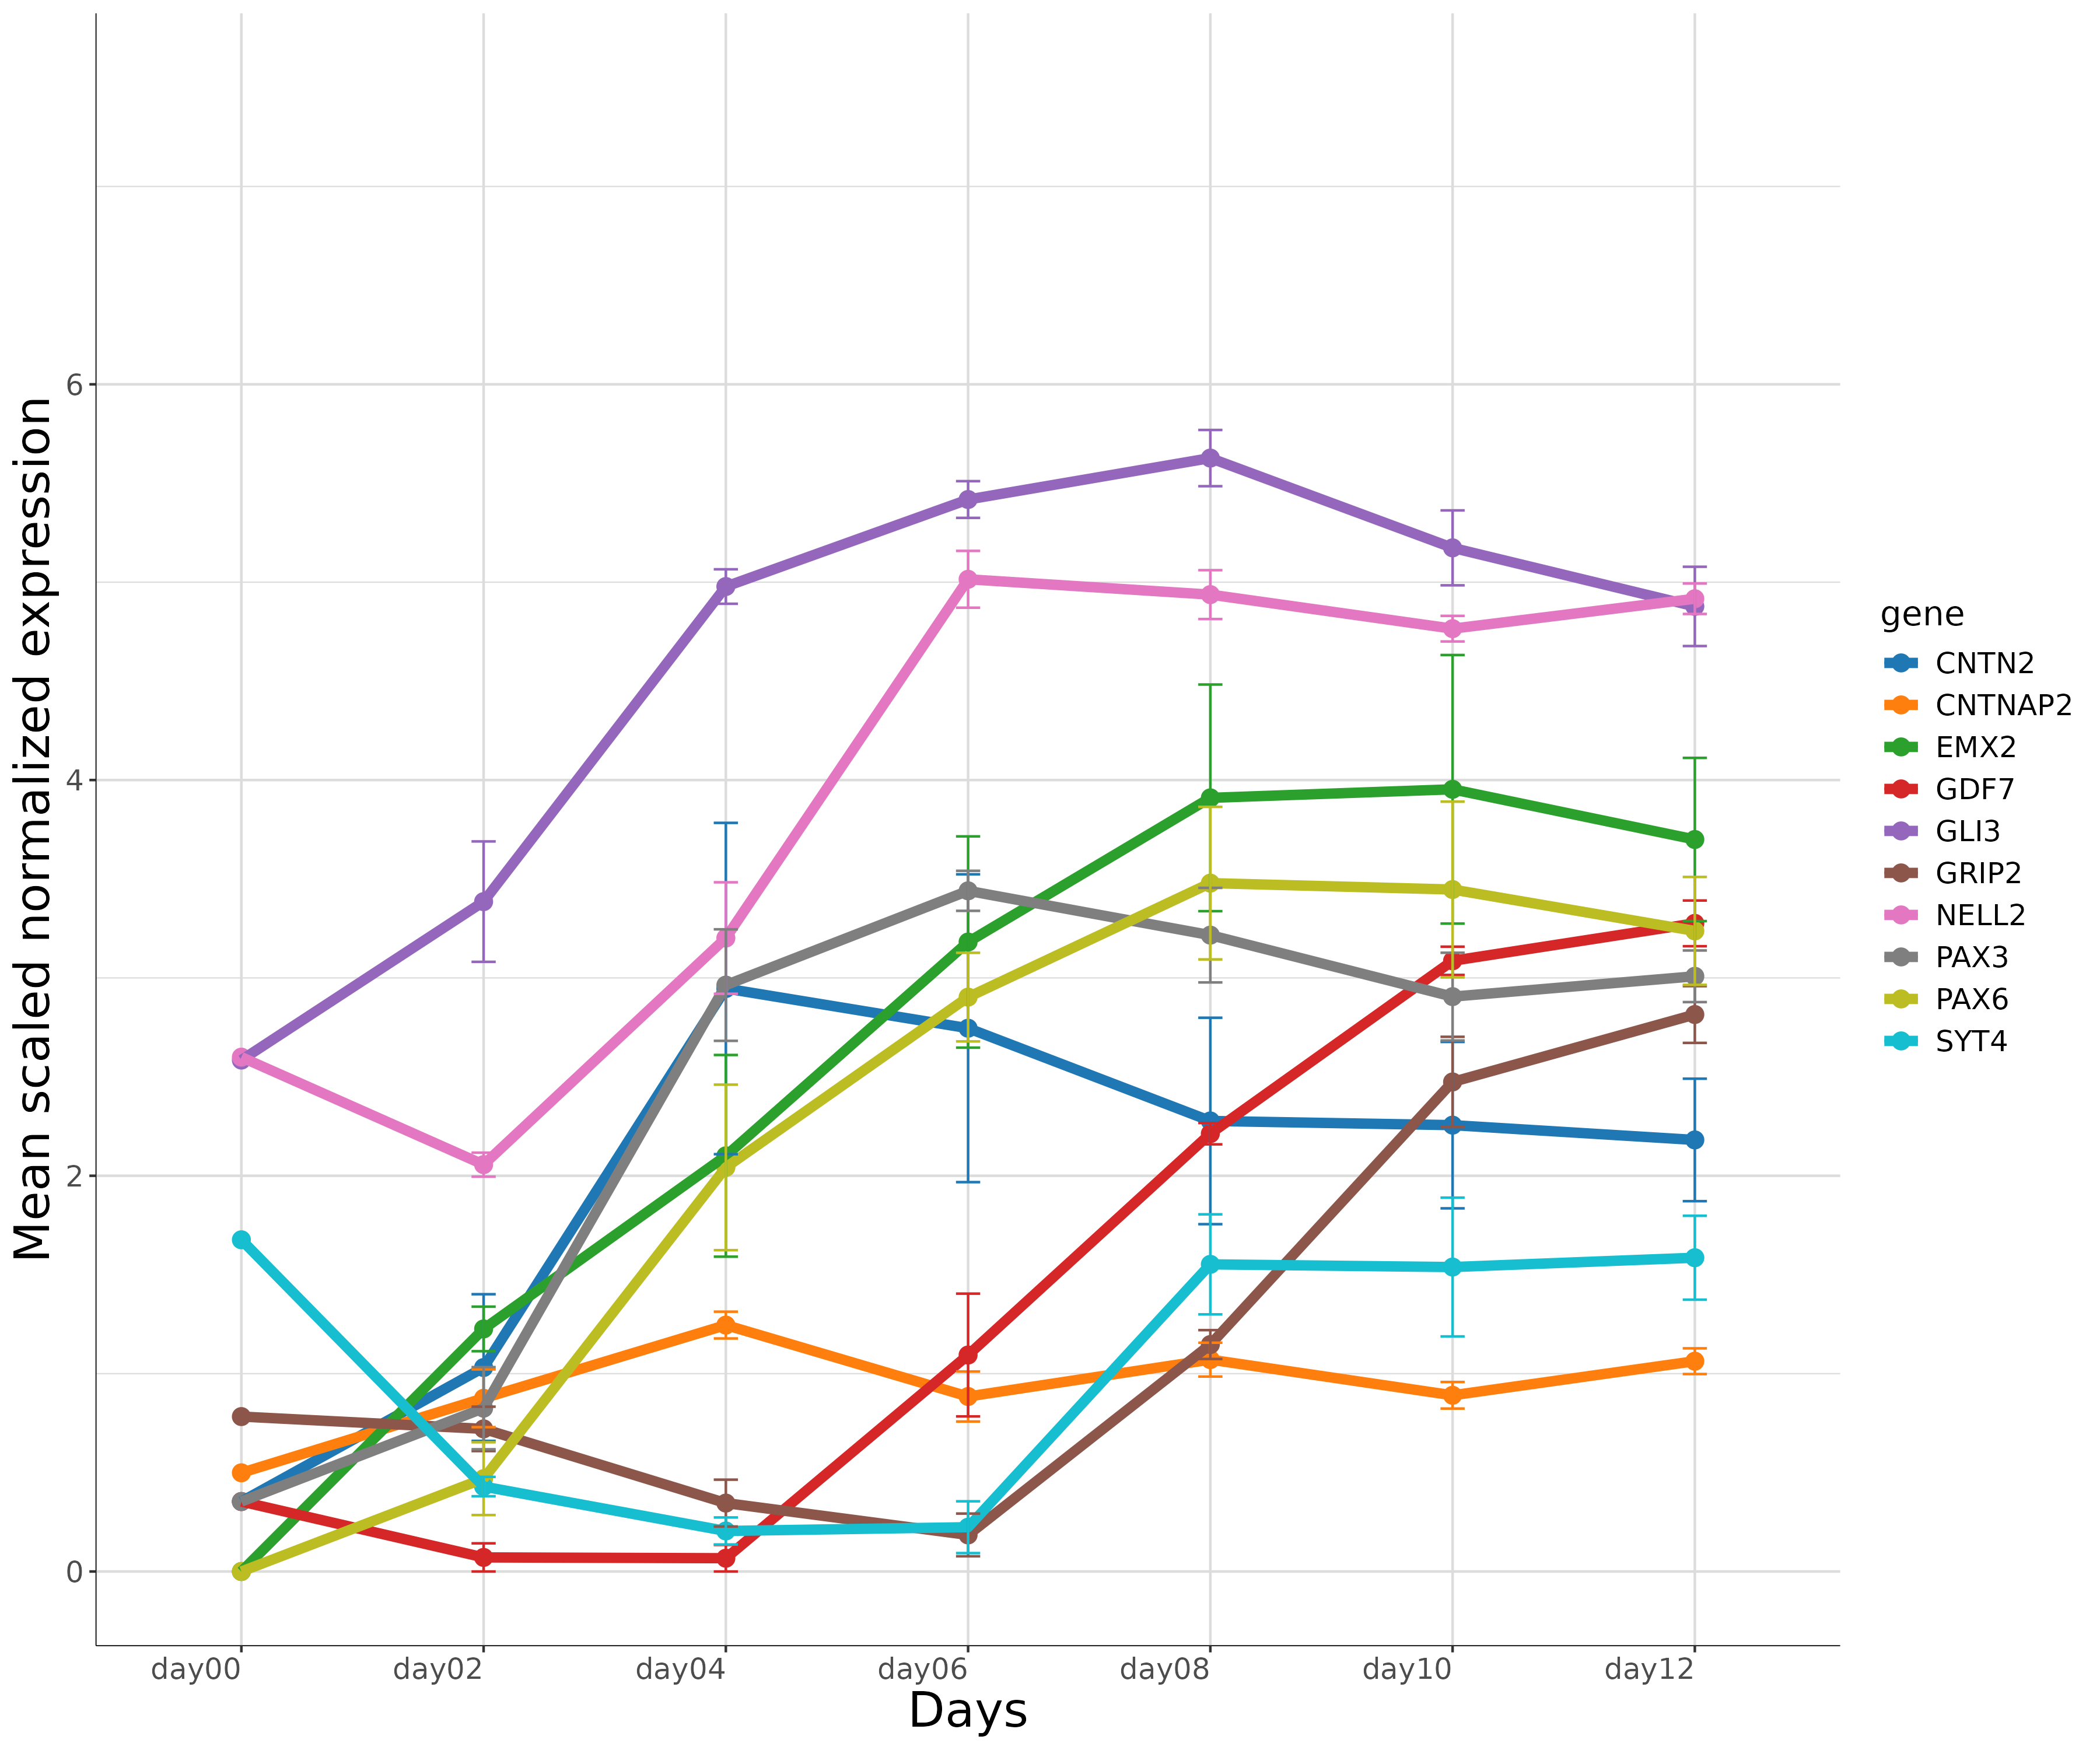 Mean scaled normalized expression
6
4
2
0
day00 day02 day04 day06 day08 day10 day12
Days
gene
CNTN2
CNTNAP2
EMX2
GDF7
GLI3
GRIP2
NELL2
PAX3
PAX6
SYT4